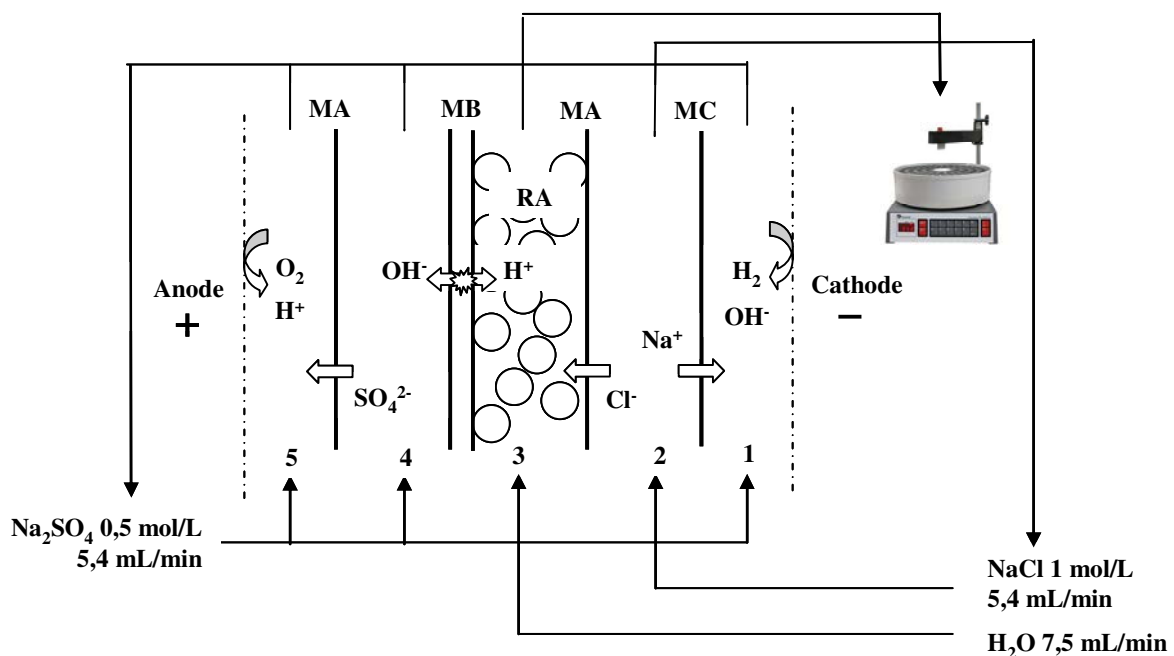 MA
MB
MA
MC
RA
OH⁻
H⁺
H₂
OH⁻
O₂
H⁺
Anode
+
Cathode
–
Na⁺
SO₄²⁻
Cl⁻
5
4
3
2
1
Na₂SO₄ 0,5 mol/L
5,4 mL/min
NaCl 1 mol/L
5,4 mL/min
H₂O 7,5 mL/min